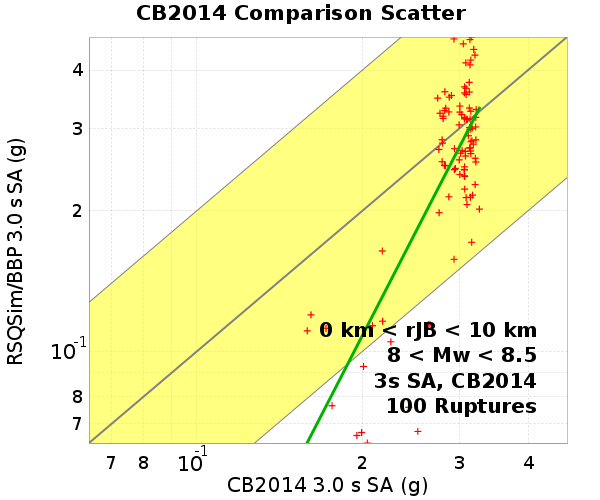 CB2014 Comparison Scatter
RSQSim/BBP 3.0 s SA (g)
4
3
2
10-1
8
7
0 km < rJB < 10 km
8 < Mw < 8.5
3s SA, CB2014
100 Ruptures
7 8 10-1 2 3 4
CB2014 3.0 s SA (g)